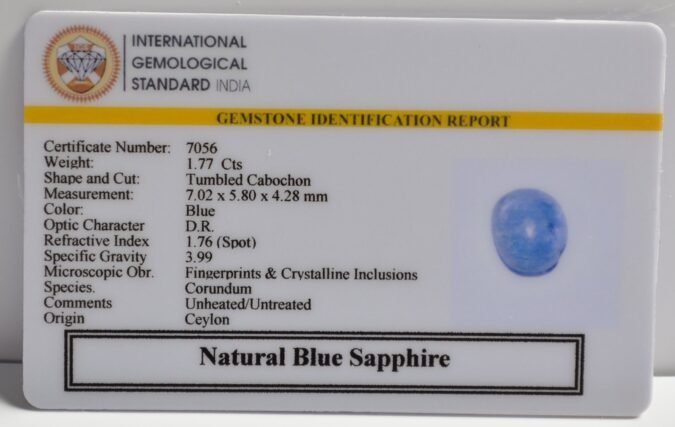 INTERNATIONAL
GEMOLOGICAL
STANDARD INDIA
GEMSTONE IDENTIFICATION REPORT
Certificate Number: 7056
Weight: 1.77 Cts
Shape and Cut: Tumbled Cabochon
Measurement: 7.02 x 5.80 x 4.28 mm
Color: Blue
Optic Character D.R.
Refractive Index 1.76 (Spot)
Specific Gravity 3.99
Microscopic Obr. Fingerprints & Crystalline Inclusions
Species. Corundum
Comments Unheated/Untreated
Origin Ceylon
Natural Blue Sapphire